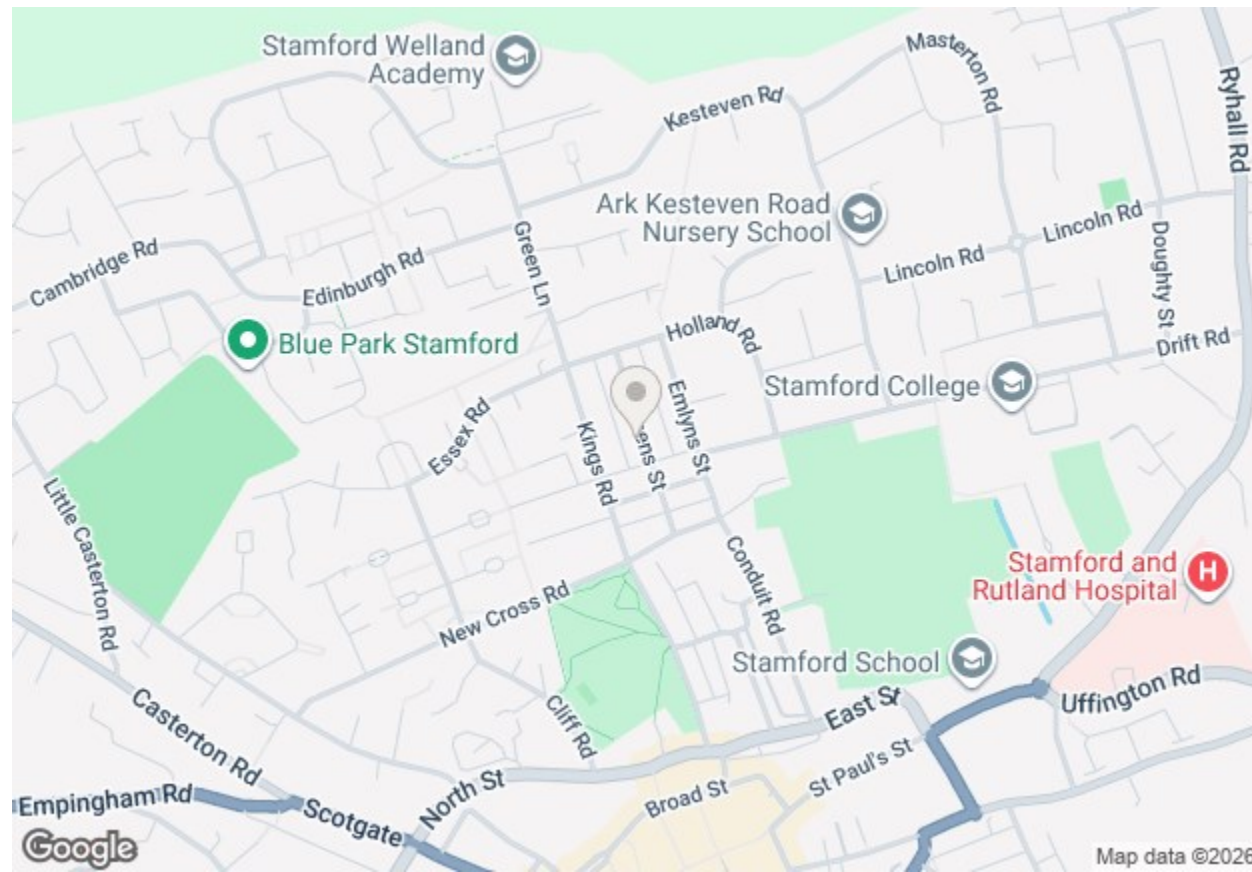 Stamford Welland
Academy
Masterton Rd
Ryhall Rd
Kesteven Rd
Ark Kesteven Road
Nursery School
Lincoln Rd
Lincoln Rd
Doughty St
Green Ln
Cambridge Rd
Edinburgh Rd
Holland Rd
Drift Rd
Blue Park Stamford
Stamford College
Emlyns St
Essex Rd
Kings Rd
ens St
Little Casterton Rd
Conduit Rd
Stamford and
Rutland Hospital
H
New Cross Rd
Stamford School
Uffington Rd
Cliff Rd
East St
Casterton Rd
St Paul's St
North St
Broad St
Empingham Rd
Scotgate
Google
Map data ©2026